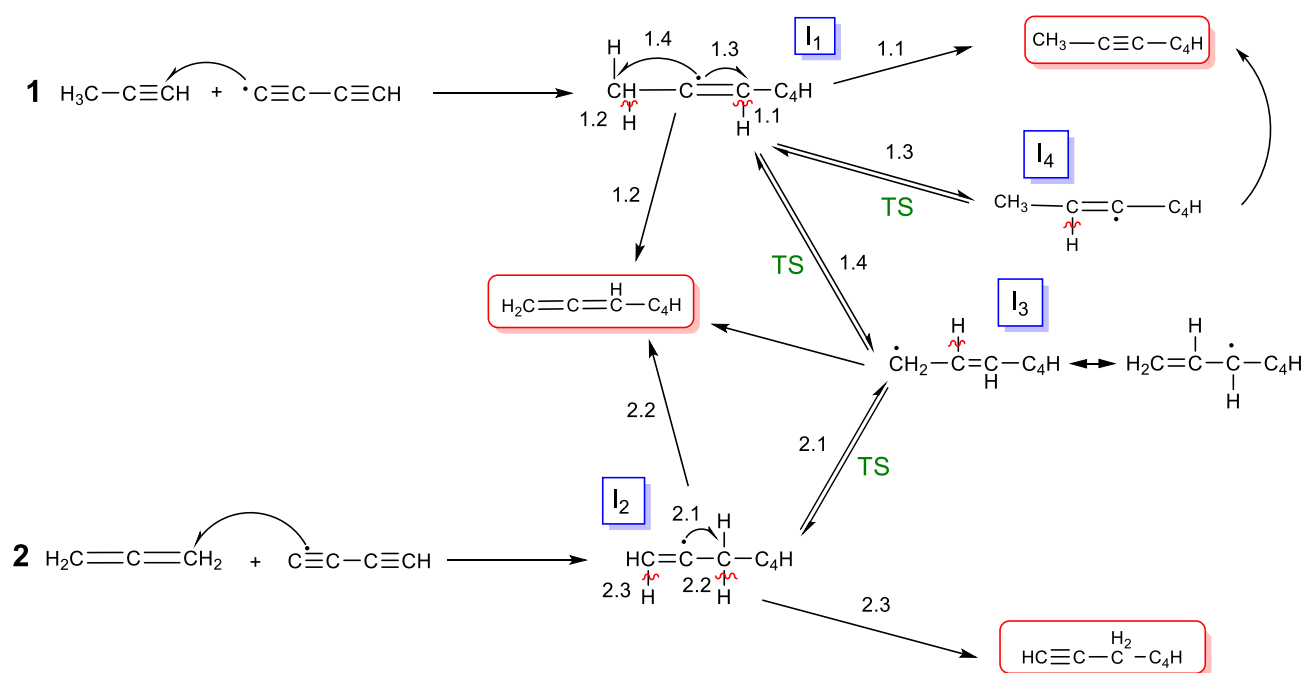 1 H₃C—C≡CH + •C≡C—C≡CH
H
1.4
1.3
I₁
1.1
CH₃—C≡C—C₄H
CH—C=C—C₄H
1.2
H
H
1.1
1.3
I₄
TS
CH₃—C=C—C₄H
H
1.2
TS
1.4
H₂C=C=C—C₄H
H
I₃
H
CH₂—C=C—C₄H
H
H
H₂C=C—C—C₄H
H
2.2
2.1
TS
I₂
2.1
H
2 H₂C=C=CH₂ + C≡C—C≡CH
HC=C—C—C₄H
2.3
H
2.2
H
2.3
HC≡C—C—C₄H
H₂